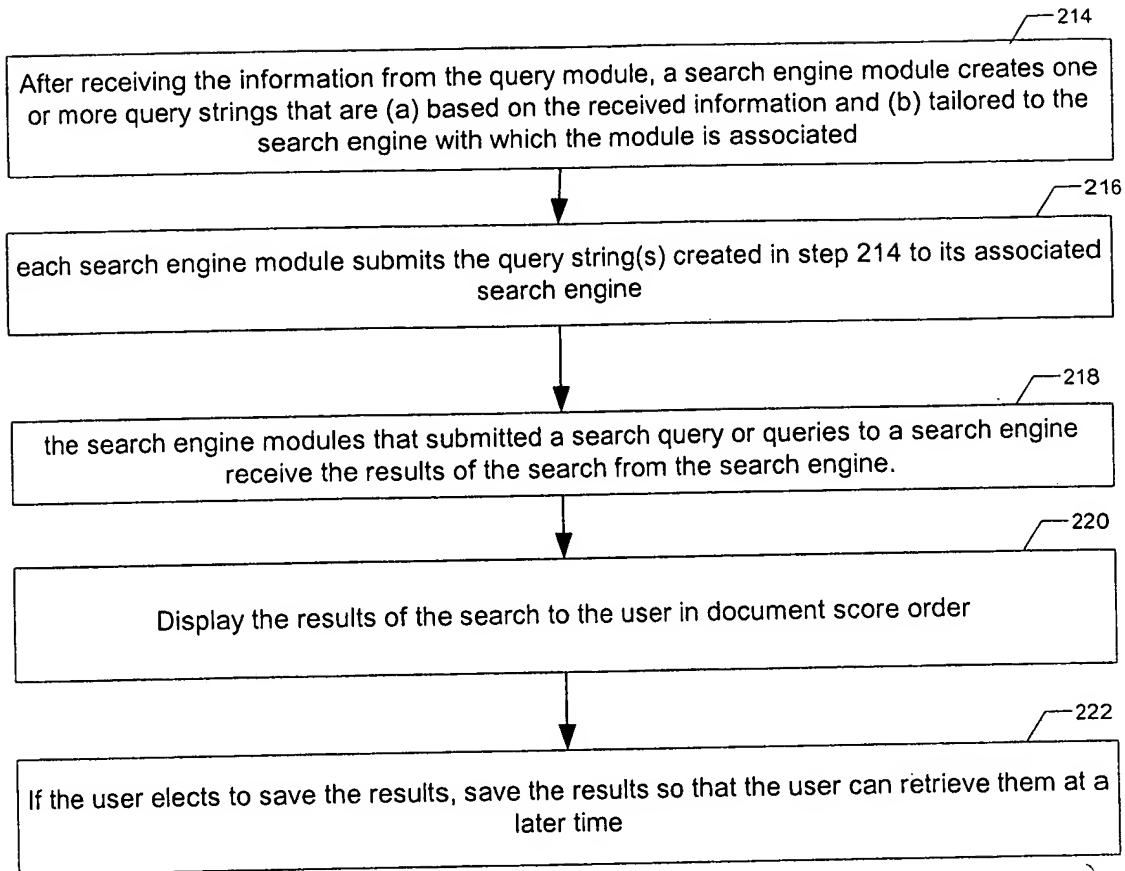 214
After receiving the information from the query module, a search engine module creates one
or more query strings that are (a) based on the received information and (b) tailored to the
search engine with which the module is associated
216
each search engine module submits the query string(s) created in step 214 to its associated
search engine
218
the search engine modules that submitted a search query or queries to a search engine
receive the results of the search from the search engine.
220
Display the results of the search to the user in document score order
222
If the user elects to save the results, save the results so that the user can retrieve them at a
later time